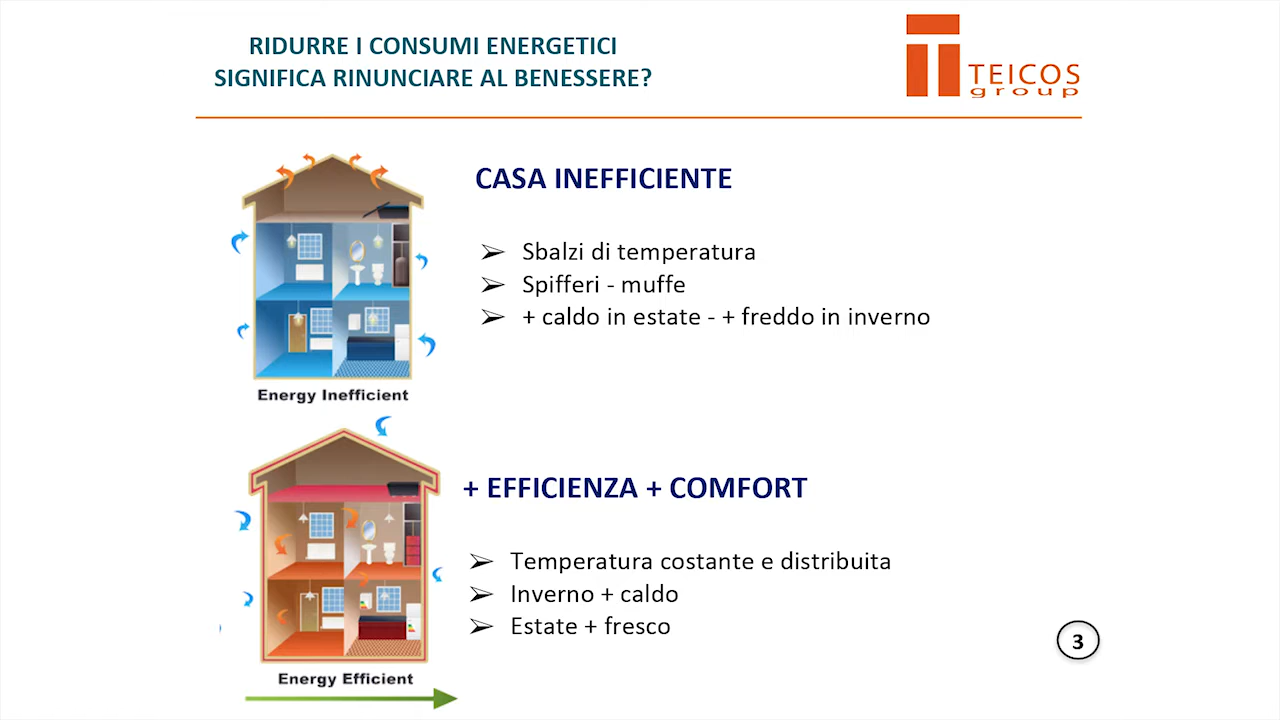 RIDURRE I CONSUMI ENERGETICI
SIGNIFICA RINUNCIARE AL BENESSERE?
TEICOS
group
CASA INEFFICIENTE
➢ Sbalzi di temperatura
➢ Spifferi - muffe
➢ + caldo in estate - + freddo in inverno
Energy Inefficient
+ EFFICIENZA + COMFORT
➢ Temperatura costante e distribuita
➢ Inverno + caldo
➢ Estate + fresco
Energy Efficient
3